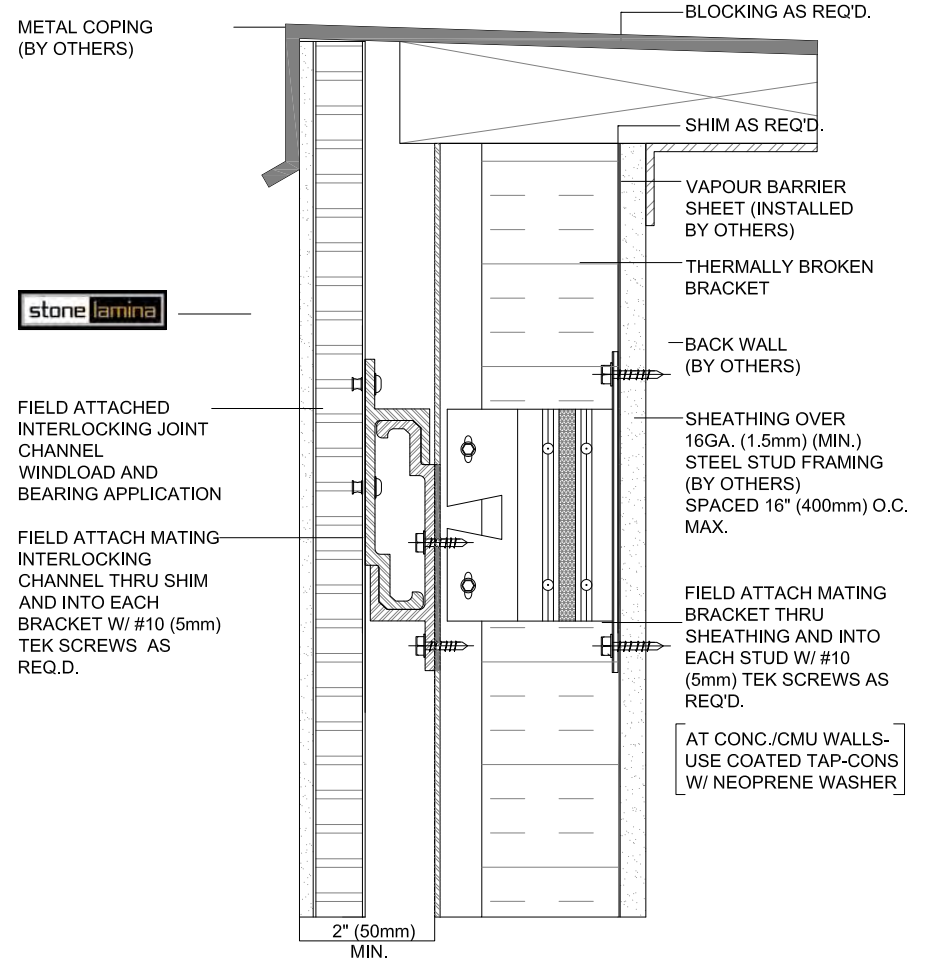 METAL COPING
(BY OTHERS)
BLOCKING AS REQ'D.
SHIM AS REQ'D.
VAPOUR BARRIER
SHEET (INSTALLED
BY OTHERS)
THERMALLY BROKEN
BRACKET
stone lamina
BACK WALL
(BY OTHERS)
FIELD ATTACHED
INTERLOCKING JOINT
CHANNEL
WINDLOAD AND
BEARING APPLICATION
SHEATHING OVER
16GA. (1.5mm) (MIN.)
STEEL STUD FRAMING
(BY OTHERS)
SPACED 16" (400mm) O.C.
MAX.
FIELD ATTACH MATING
INTERLOCKING
CHANNEL THRU SHIM
AND INTO EACH
BRACKET W/ #10 (5mm)
TEK SCREWS AS
REQ.D.
FIELD ATTACH MATING
BRACKET THRU
SHEATHING AND INTO
EACH STUD W/ #10
(5mm) TEK SCREWS AS
REQ'D.
AT CONC./CMU WALLS-
USE COATED TAP-CONS
W/ NEOPRENE WASHER
2" (50mm)
MIN.